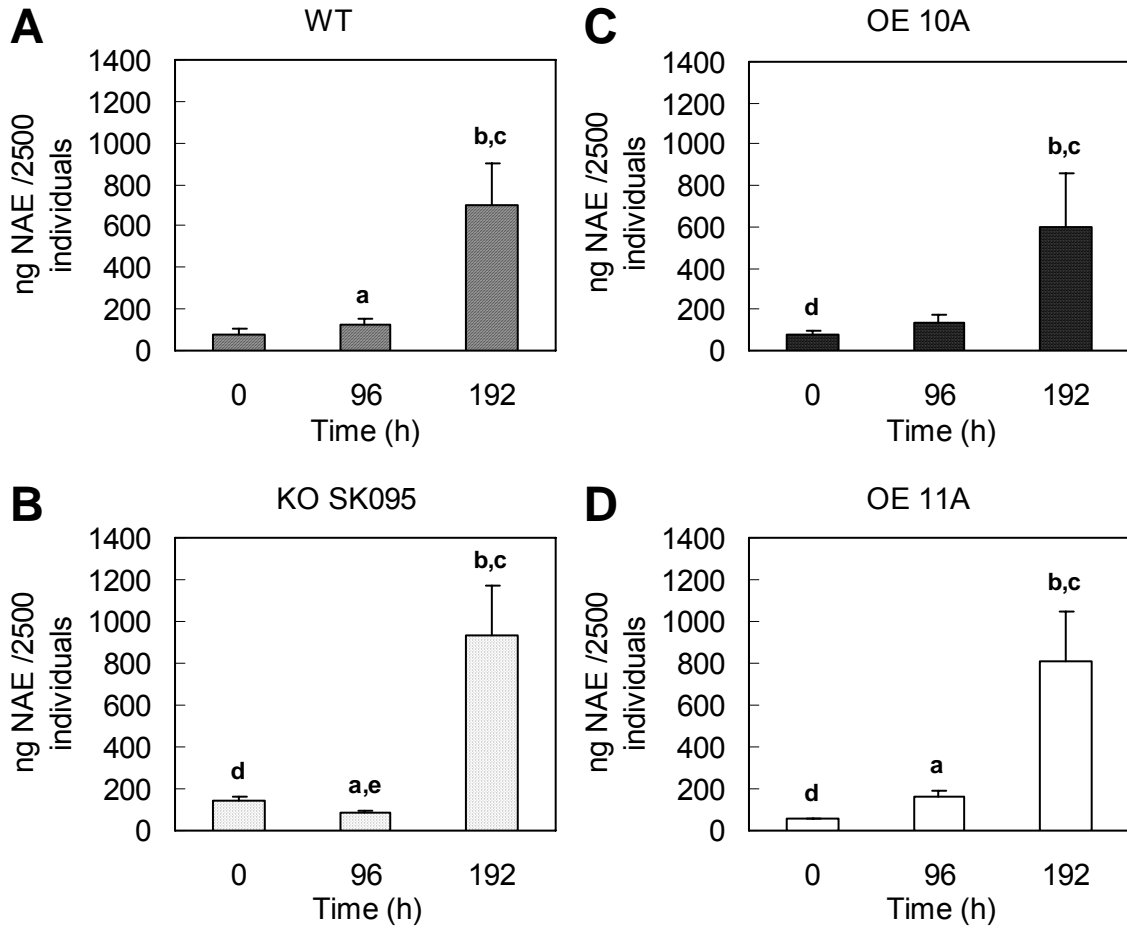 A
WT
1400
1200
1000
800
600
400
200
0
ng NAE /2500
individuals
a
b,c
0 96 192
Time (h)
C
OE 10A
1400
1200
1000
800
600
400
200
0
ng NAE /2500
individuals
d
b,c
0 96 192
Time (h)
B
KO SK095
1400
1200
1000
800
600
400
200
0
ng NAE /2500
individuals
d
a,e
b,c
0 96 192
Time (h)
D
OE 11A
1400
1200
1000
800
600
400
200
0
ng NAE /2500
individuals
d
a
b,c
0 96 192
Time (h)